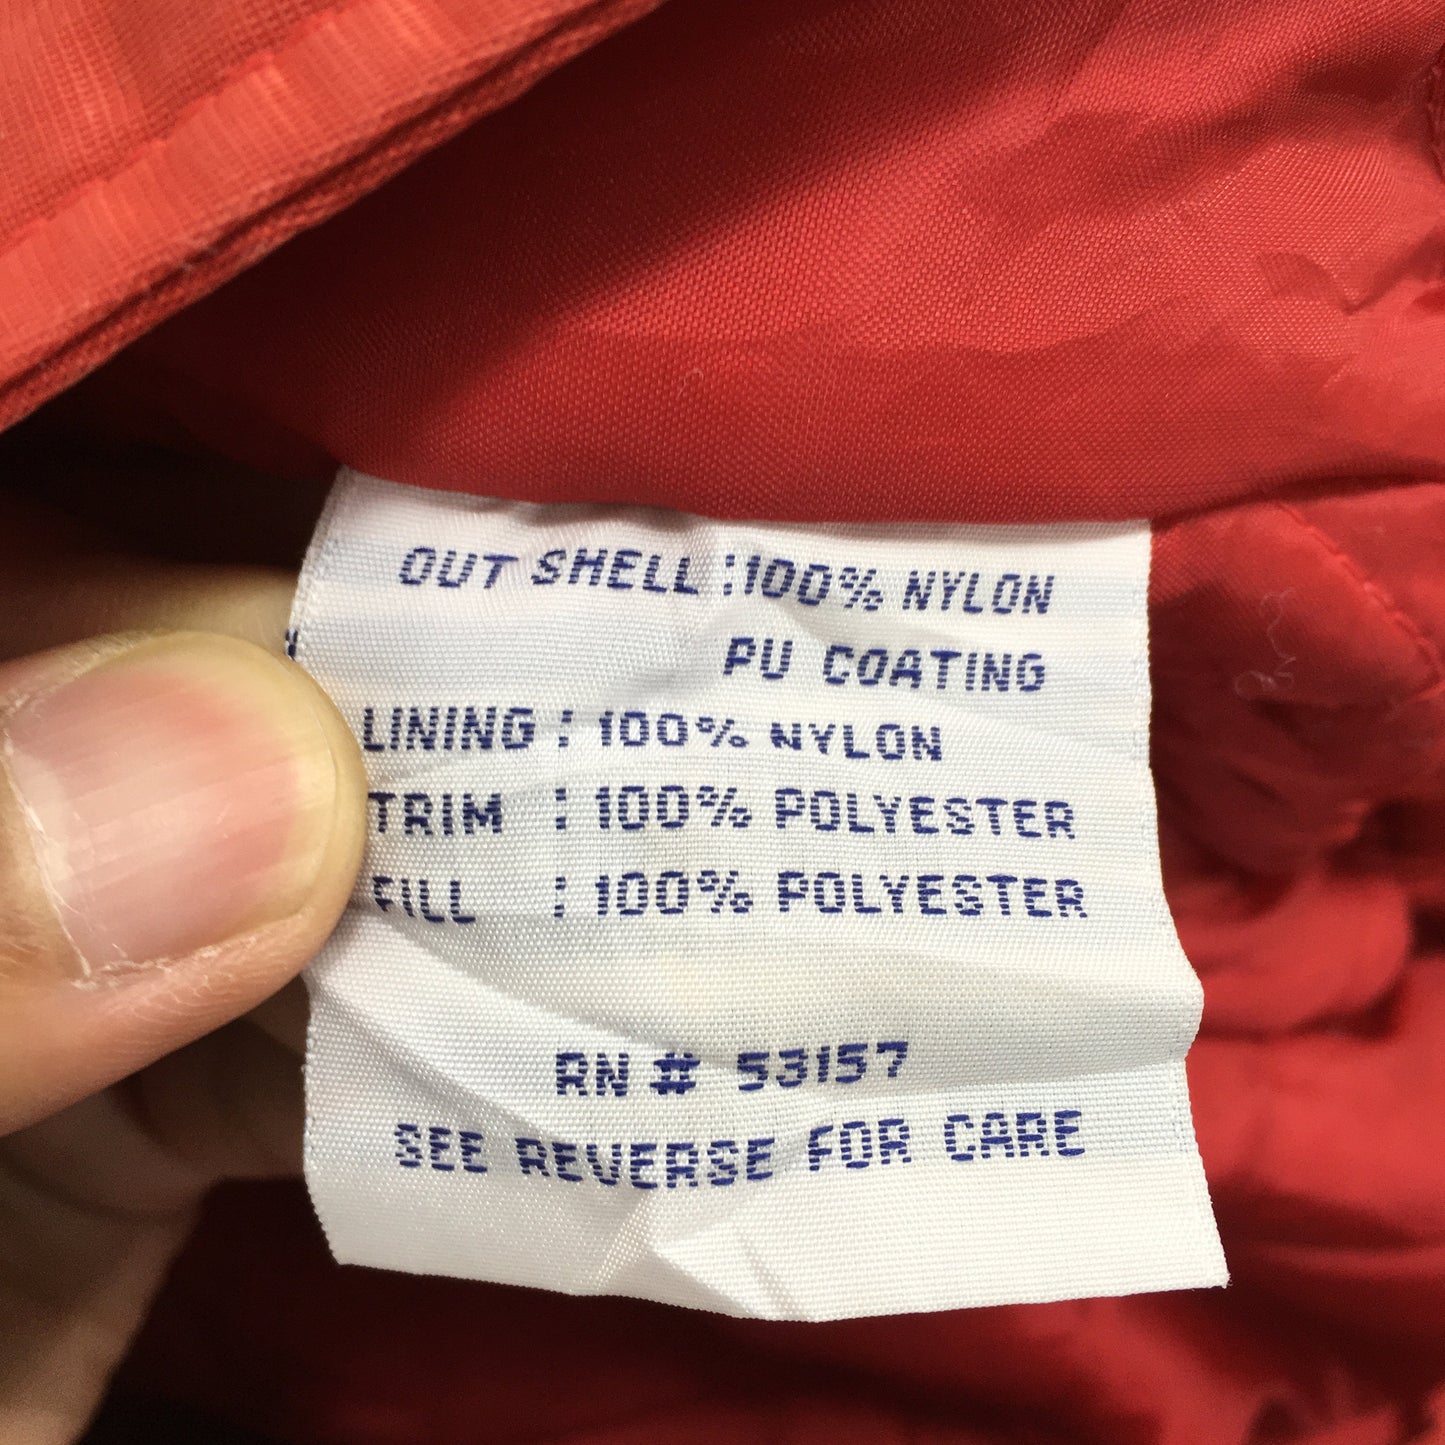 OUT SHELL :100% NYLON
PU COATING
LINING : 100% NYLON
TRIM : 100% POLYESTER
FILL : 100% POLYESTER
RN # 53157
SEE REVERSE FOR CARE